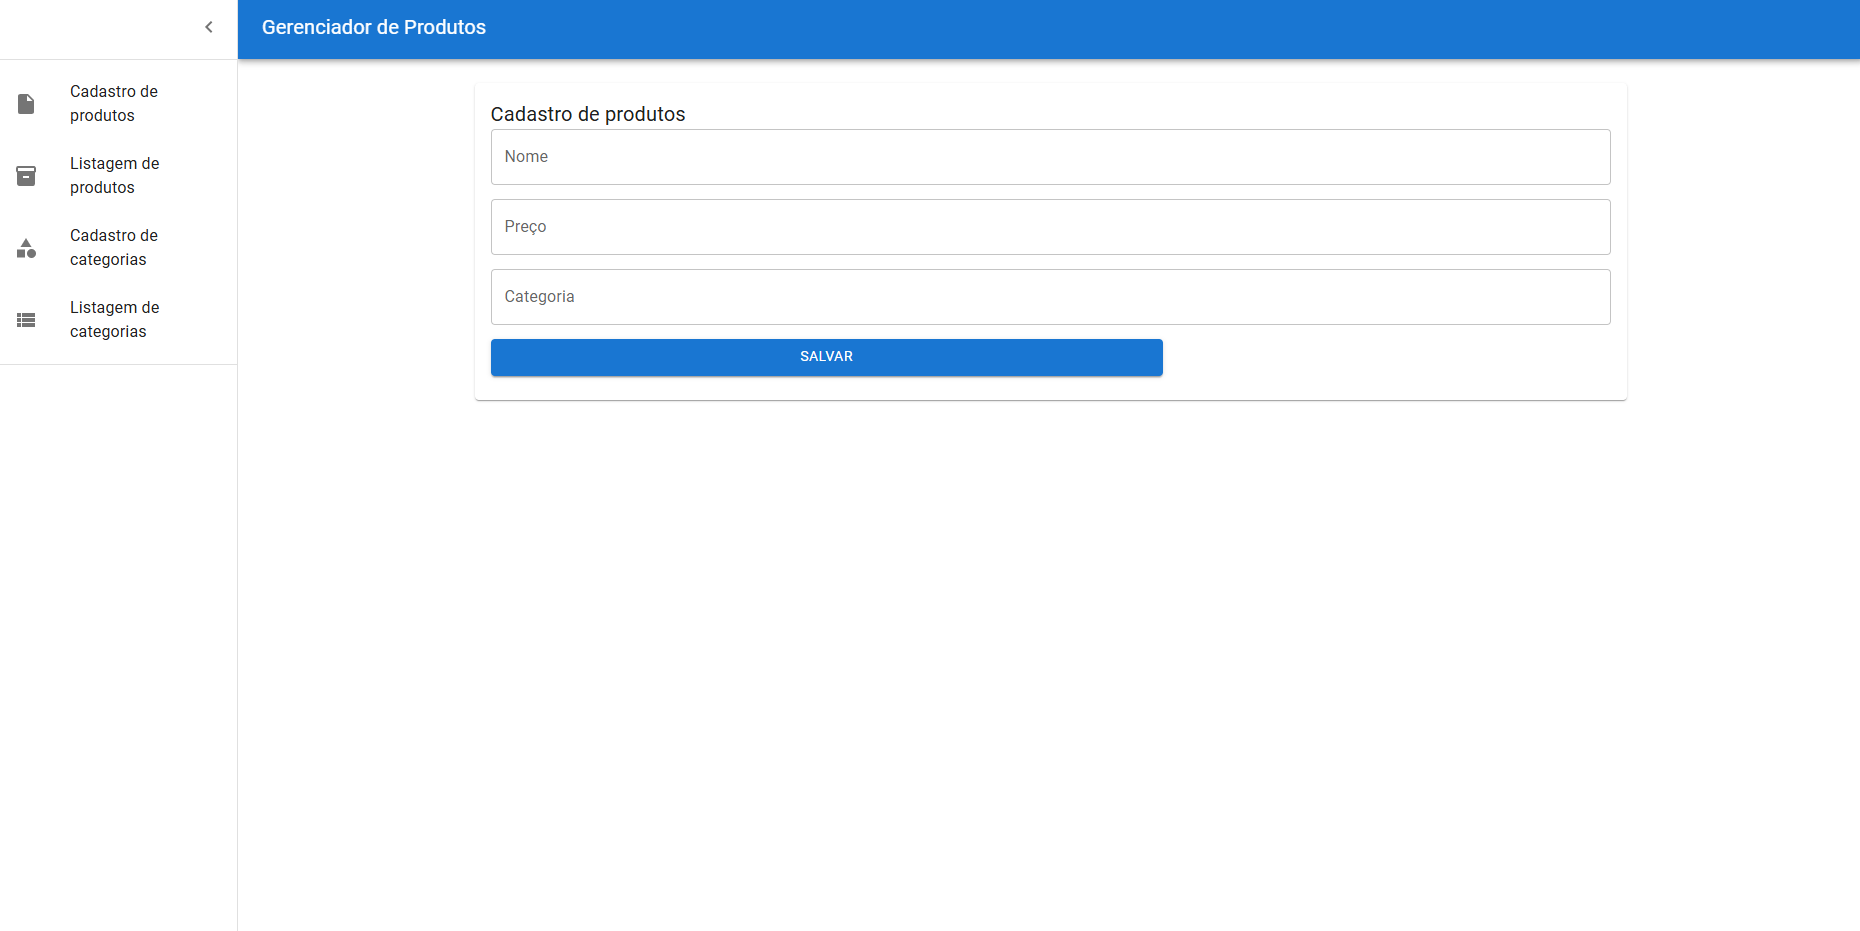 Gerenciador de Produtos
Cadastro de
produtos
Listagem de
produtos
Cadastro de
categorias
Listagem de
categorias
Cadastro de produtos
Nome
Preço
Categoria
SALVAR